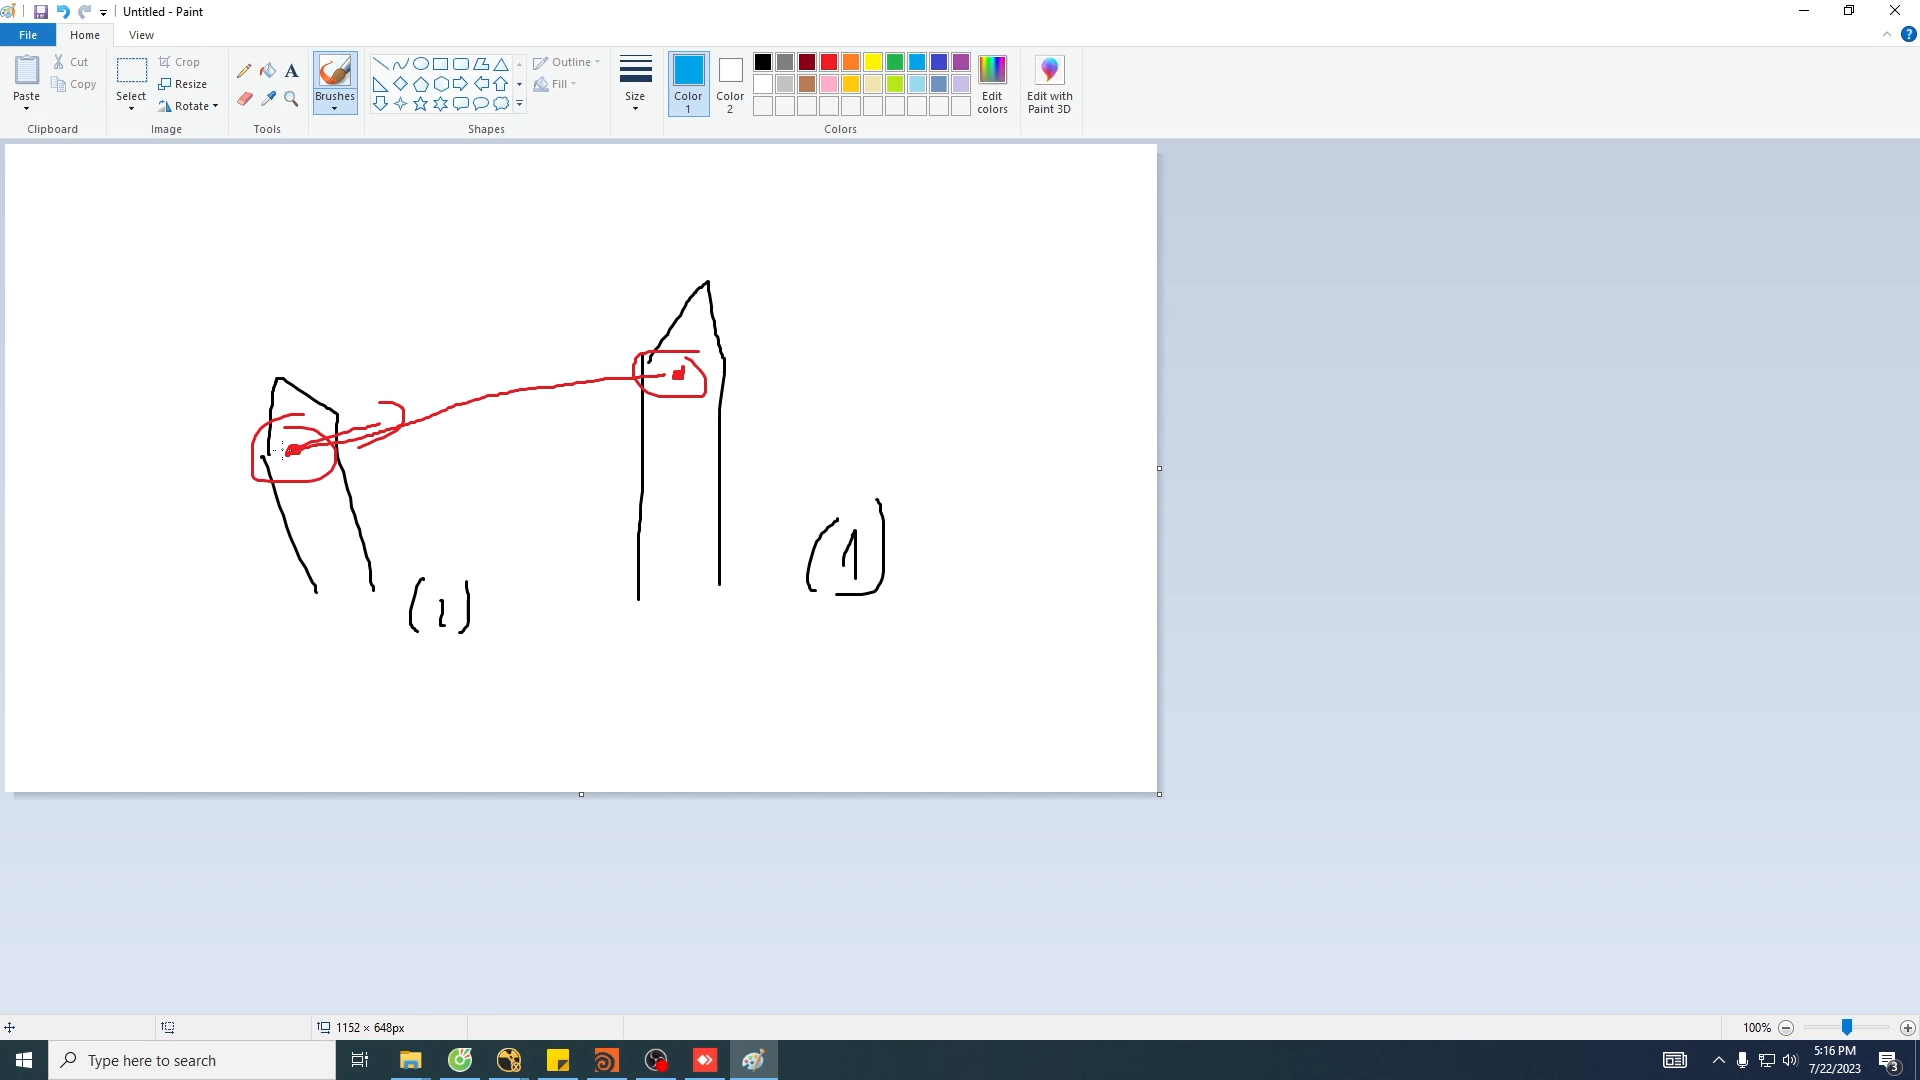 Untitled - Paint
File Home View
Paste
Cut
Copy
Clipboard
Select
Crop
Resize
Rotate
Image
A
Tools
Brushes
Outline
Fill
Shapes
Size
Color 1
Color 2
Edit colors
Colors
Edit with Paint 3D
(1)
(2)
1152 × 648px
100%
Type here to search
5:16 PM
7/22/2023
3